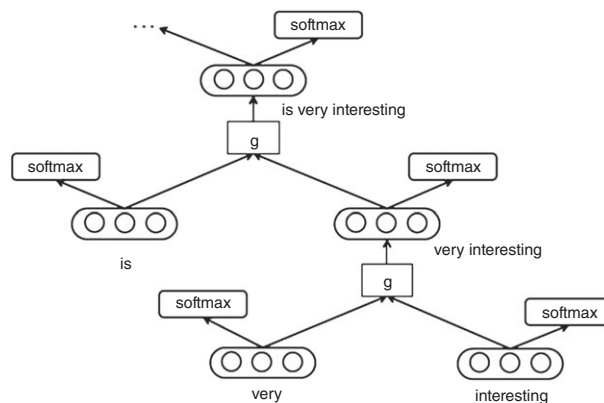 ...
softmax
is very interesting
g
softmax
softmax
is
very interesting
g
softmax
softmax
very
interesting